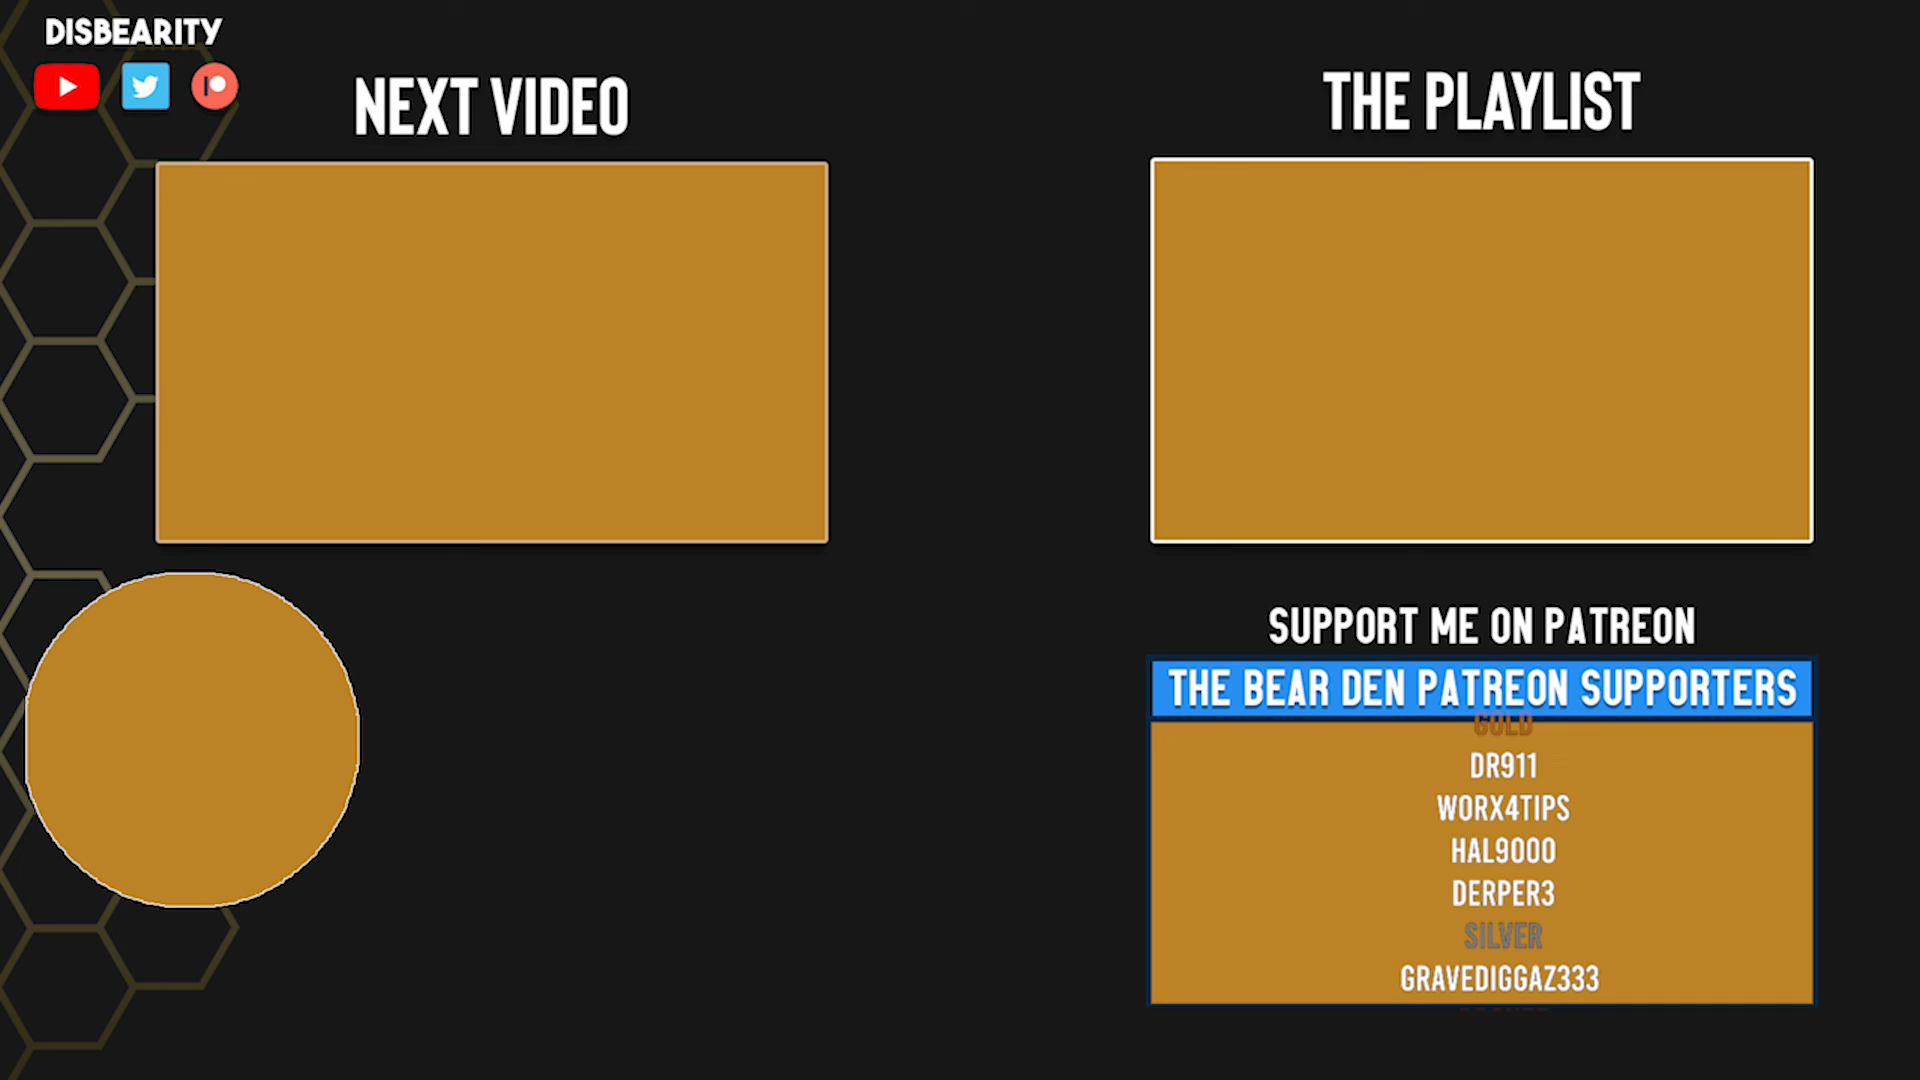 DISBEARITY
NEXT VIDEO
THE PLAYLIST
SUPPORT ME ON PATREON
THE BEAR DEN PATREON SUPPORTERS
GOLD
DR911
WORX4TIPS
HAL9000
DERPER3
SILVER
GRAVEDIGGAZ333